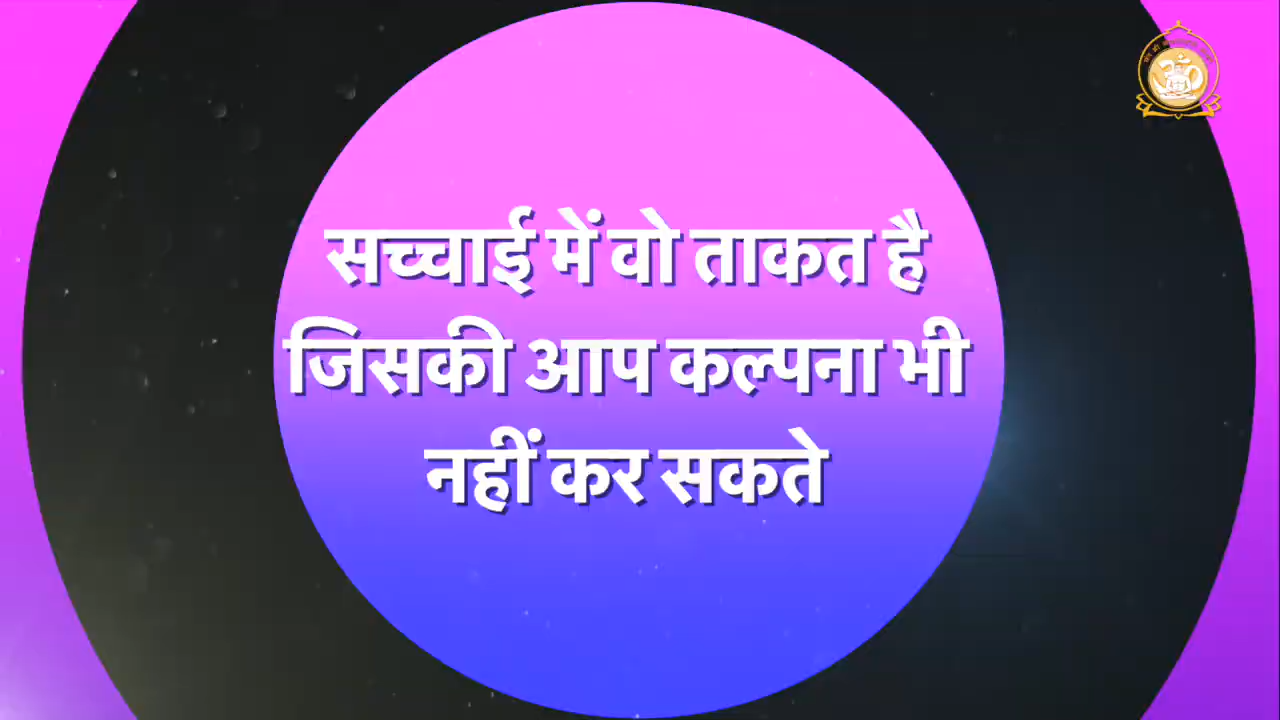 सच्चाई में वो ताकत है
जिसकी आप कल्पना भी
नहीं कर सकते